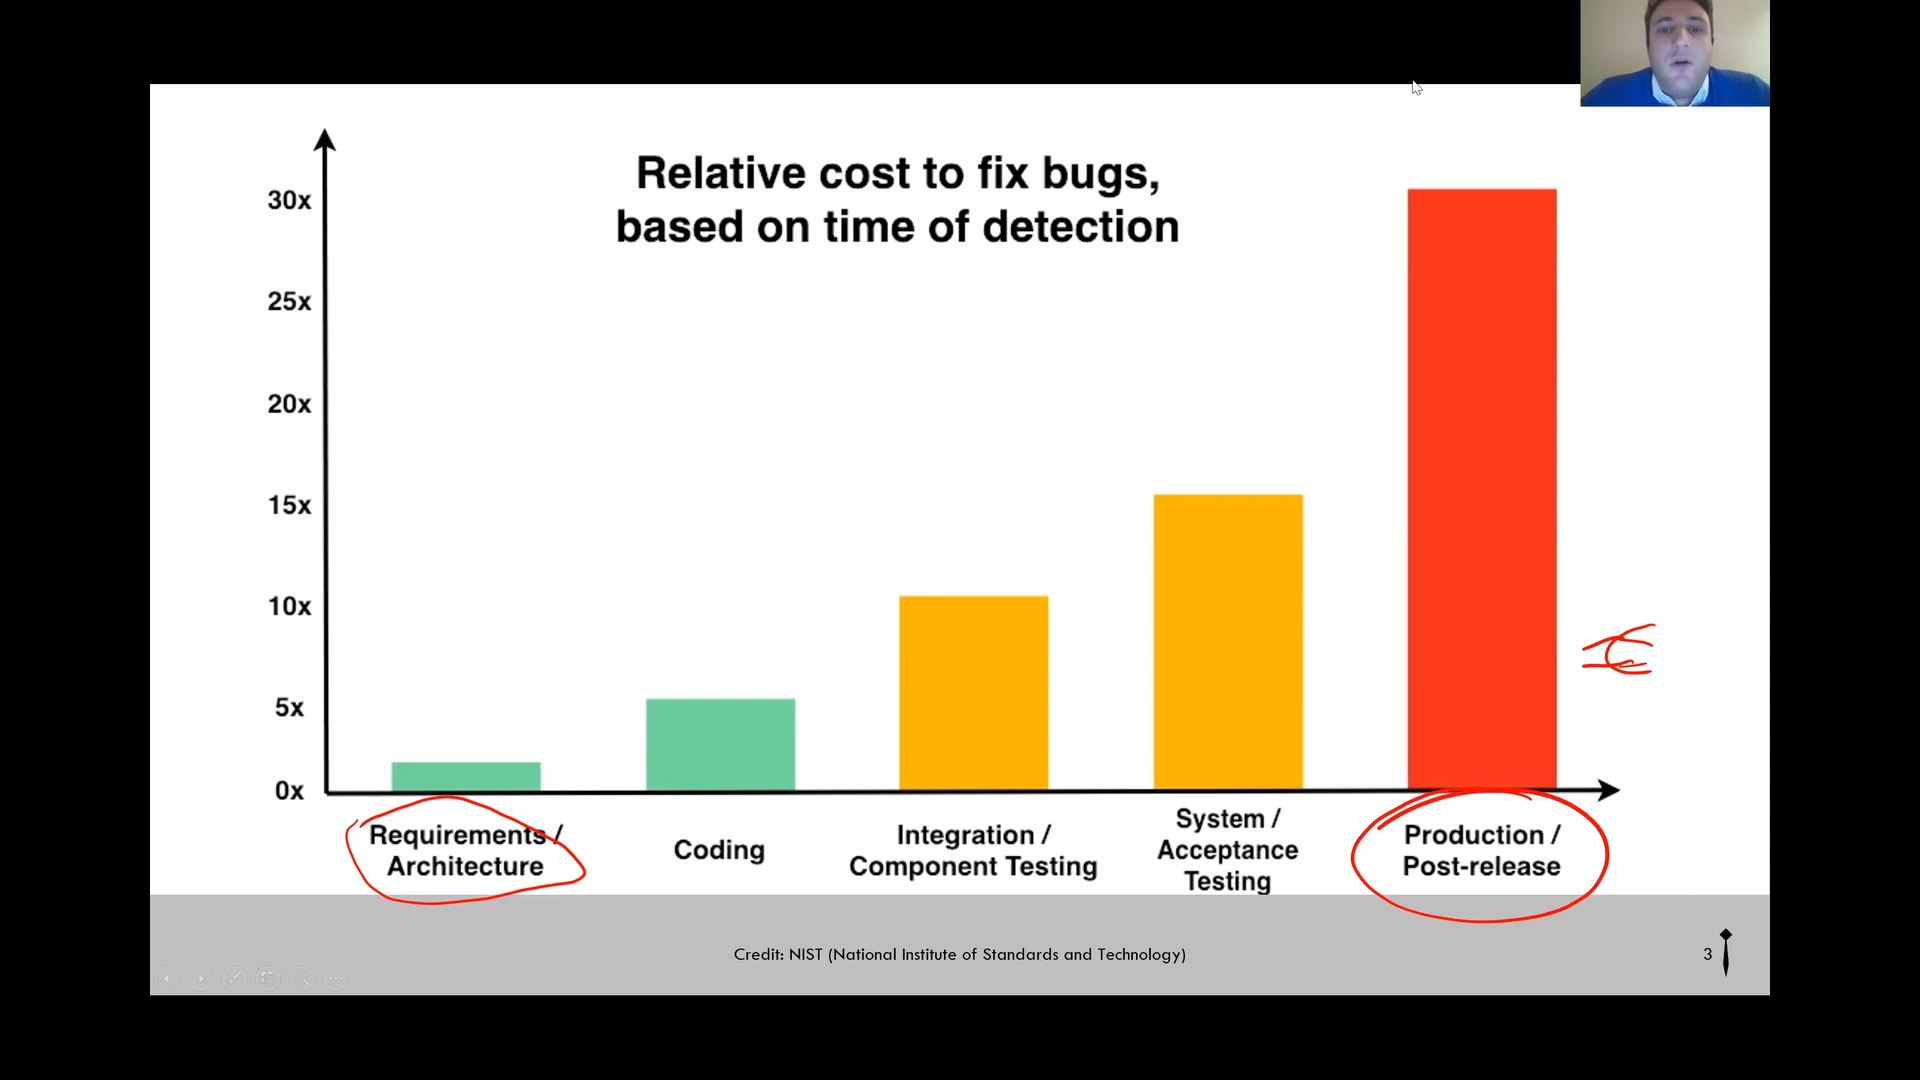 Relative cost to fix bugs,
based on time of detection
30x
25x
20x
15x
10x
5x
0x
Requirements /
Architecture
Coding
Integration /
Component Testing
System /
Acceptance
Testing
Production /
Post-release
€
Credit: NIST (National Institute of Standards and Technology)
3